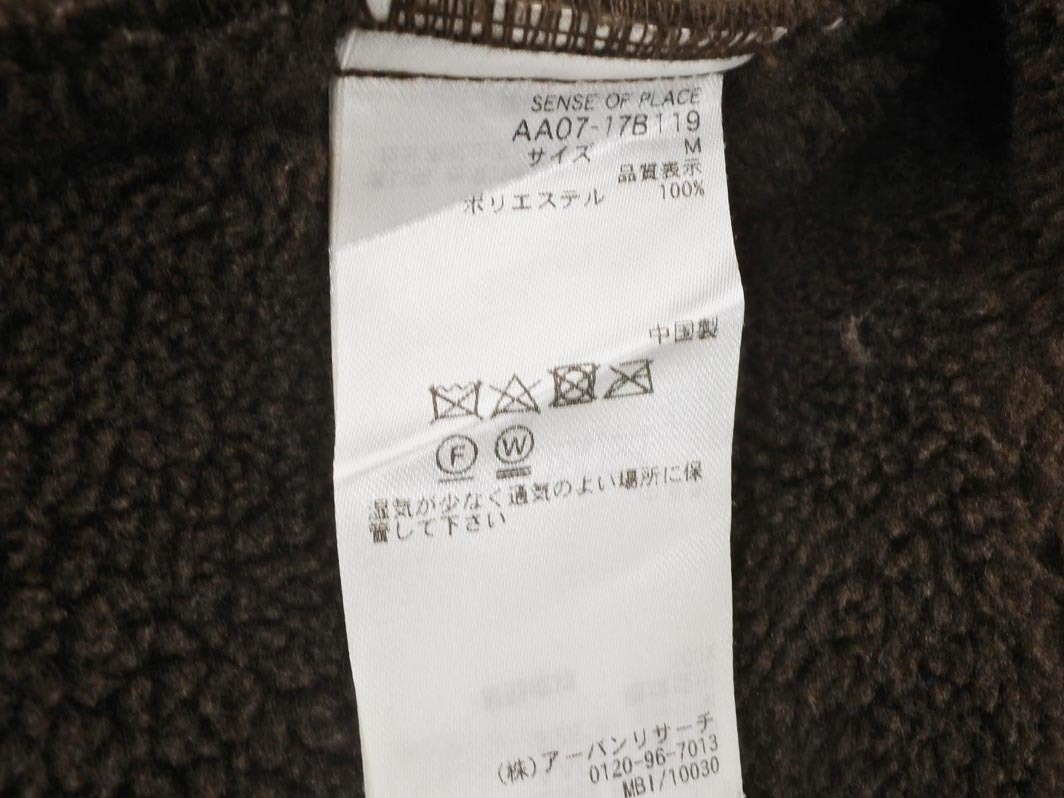 SENSE OF PLACE
AA07-17B119
サイズ M
品質表示
ポリエステル 100%
中国製
F W
湿気が少なく通気のよい場所に保
管して下さい
(株)アーバンリサーチ
0120-96-7013
MB1/10030